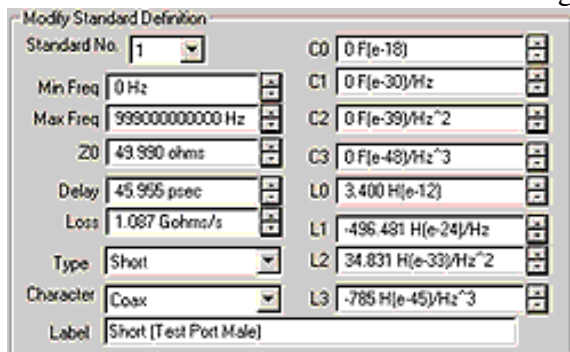 Modify Standard Definition
Standard No. 1
Min Freq 0 Hz
Max Freq 999000000000 Hz
Z0 49.990 ohms
Delay 45.955 psec
Loss 1.087 Gohms/s
Type Short
Character Coax
Label Short (Test Port Male)
C0 0 F(e-18)
C1 0 F(e-30)/Hz
C2 0 F(e-39)/Hz^2
C3 0 F(e-48)/Hz^3
L0 3.400 H(e-12)
L1 -496.481 H(e-24)/Hz
L2 34.831 H(e-33)/Hz^2
L3 -785 H(e-45)/Hz^3